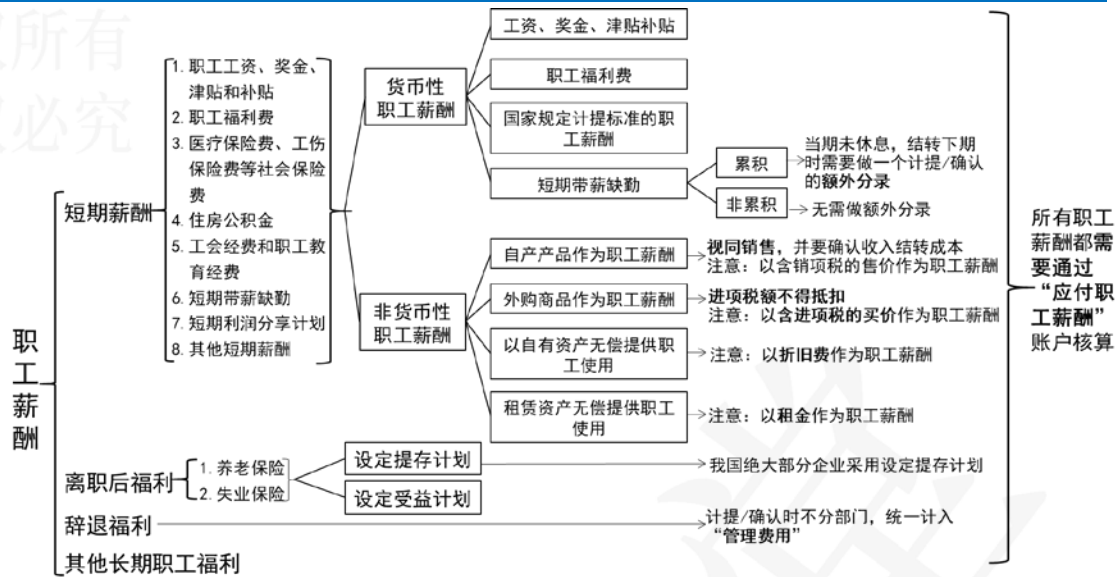 权所有
权必究
职
工
薪
酬
短期薪酬
1. 职工工资、奖金、
津贴和补贴
2. 职工福利费
3. 医疗保险费、工伤
保险费等社会保险
费
4. 住房公积金
5. 工会经费和职工教
育经费
6. 短期带薪缺勤
7. 短期利润分享计划
8. 其他短期薪酬
货币性
职工薪酬
工资、奖金、津贴补贴
职工福利费
国家规定计提标准的职
工薪酬
短期带薪缺勤
累积
当期未休息，结转下期
时需要做一个计提/确认
的额外分录
非累积
无需做额外分录
非货币性
职工薪酬
自产产品作为职工薪酬
视同销售，并要确认收入结转成本
注意：以含销项税的售价作为职工薪酬
外购商品作为职工薪酬
进项税额不得抵扣
注意：以含进项税的买价作为职工薪酬
以自有资产无偿提供职
工使用
注意：以折旧费作为职工薪酬
租赁资产无偿提供职工
使用
注意：以租金作为职工薪酬
离职后福利
1. 养老保险
2. 失业保险
设定提存计划
我国绝大部分企业采用设定提存计划
设定受益计划
辞退福利
计提/确认时不分部门，统一计入
“管理费用”
其他长期职工福利
所有职工
薪酬都需
要通过
“应付职
工薪酬”
账户核算